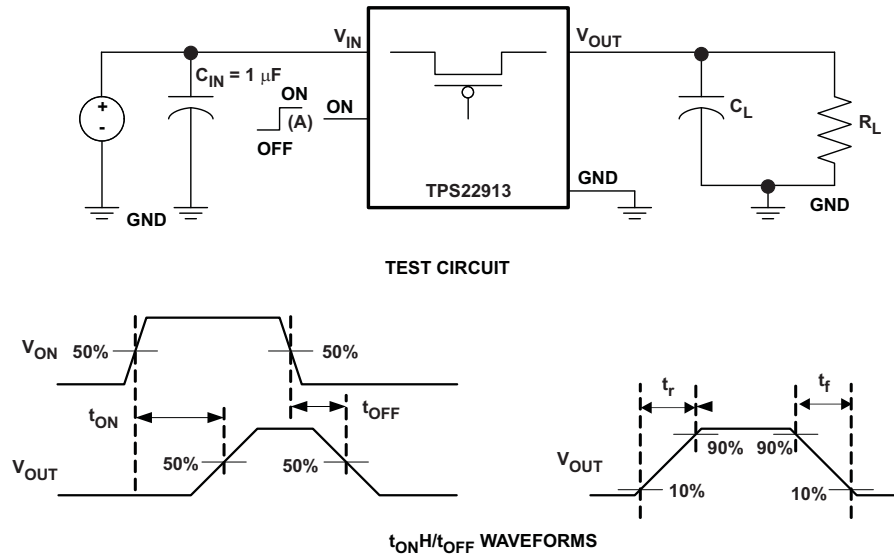 V_IN
V_OUT
C_IN = 1 μF
ON
(A)
OFF
ON
+
-
C_L
R_L
GND
TPS22913
GND
GND
TEST CIRCUIT
V_ON
50%
50%
t_ON
t_OFF
50%
50%
V_OUT
t_r
t_f
90%
90%
V_OUT
10%
10%
t_ONH/t_OFF WAVEFORMS